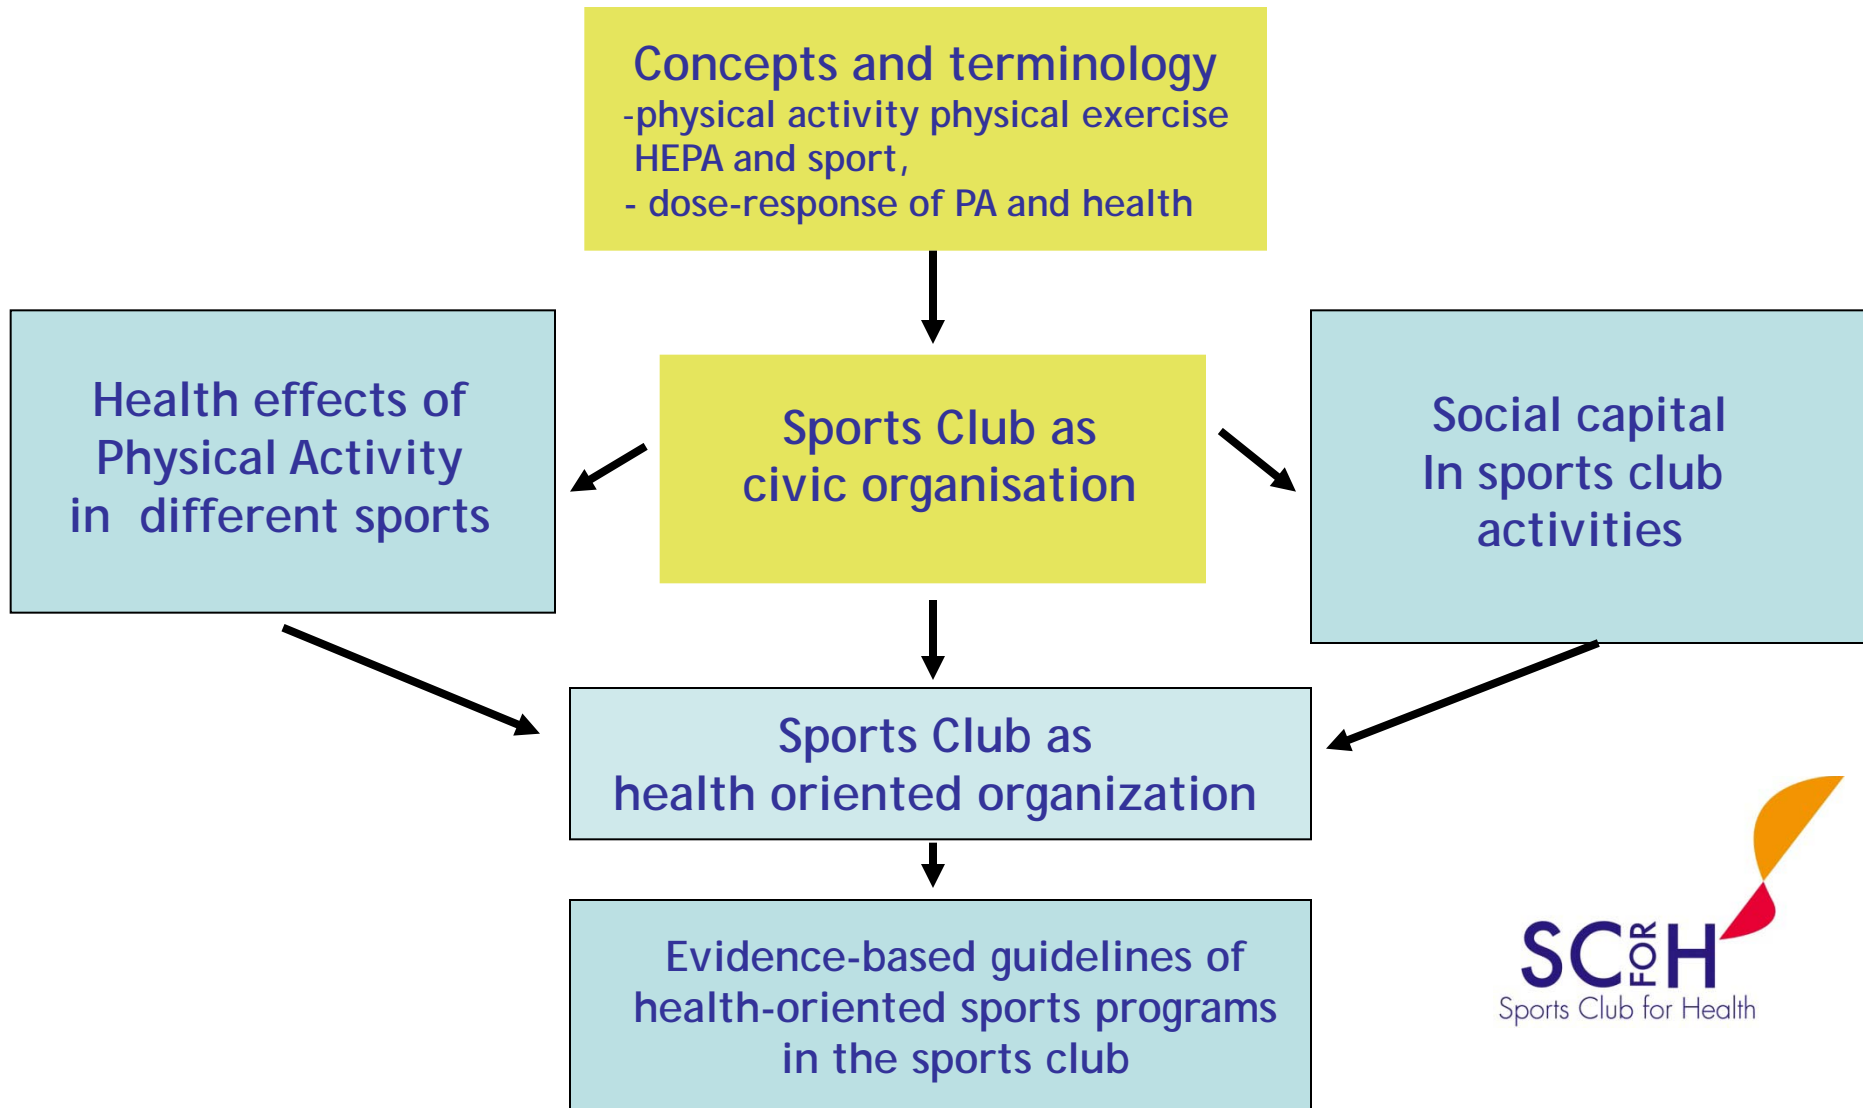 Concepts and terminology
-physical activity physical exercise
HEPA and sport,
- dose-response of PA and health
Health effects of
Physical Activity
in different sports
Sports Club as
civic organisation
Social capital
In sports club
activities
Sports Club as
health oriented organization
Evidence-based guidelines of
health-oriented sports programs
in the sports club
SC FOR H
Sports Club for Health